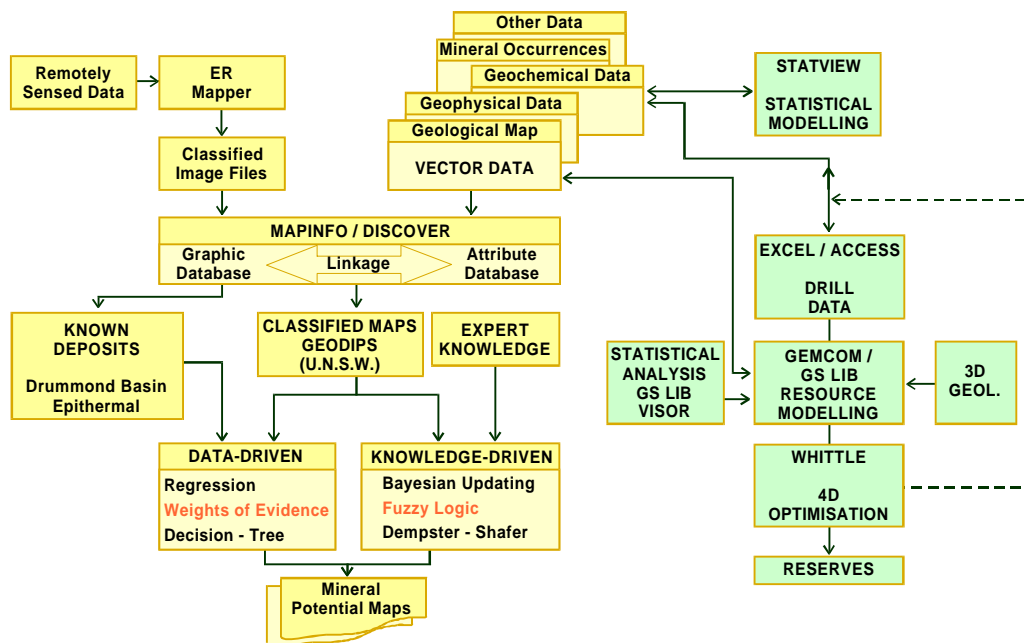 Other Data
Mineral Occurrences
Geochemical Data
Geophysical Data
Geological Map
VECTOR DATA
Remotely
Sensed Data
ER
Mapper
Classified
Image Files
STATVIEW
STATISTICAL
MODELLING
MAPINFO / DISCOVER
Graphic
Database
Linkage
Attribute
Database
EXCEL / ACCESS
DRILL
DATA
KNOWN
DEPOSITS
Drummond Basin
Epithermal
CLASSIFIED MAPS
GEODIPS
(U.N.S.W.)
EXPERT
KNOWLEDGE
STATISTICAL
ANALYSIS
GS LIB
VISOR
GEMCOM /
GS LIB
RESOURCE
MODELLING
3D
GEOL.
DATA-DRIVEN
Regression
Weights of Evidence
Decision - Tree
KNOWLEDGE-DRIVEN
Bayesian Updating
Fuzzy Logic
Dempster - Shafer
WHITTLE
4D
OPTIMISATION
RESERVES
Mineral
Potential Maps